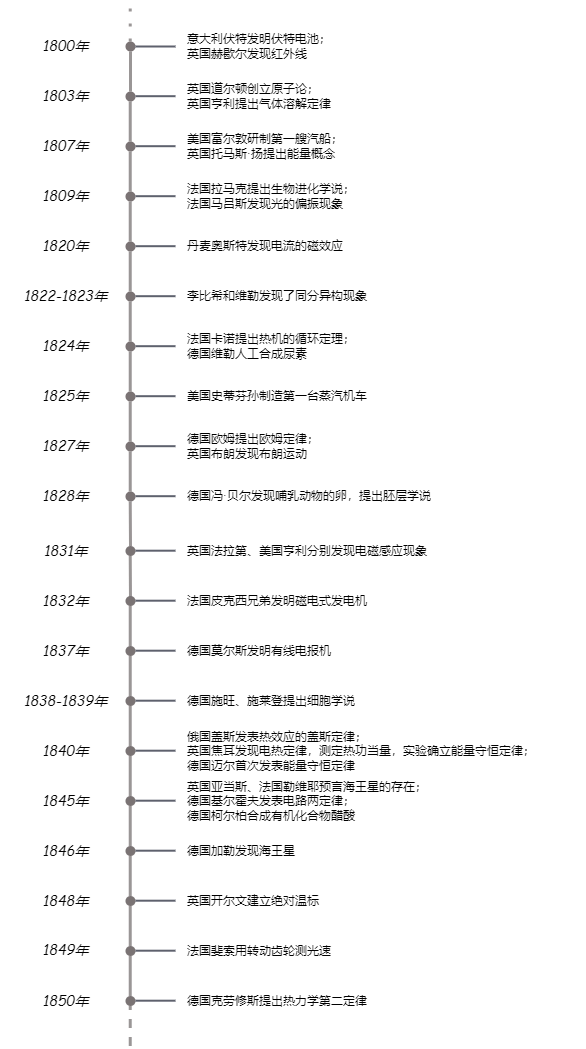 1800年
意大利伏特发明伏特电池；
英国赫歇尔发现红外线
1803年
英国道尔顿创立原子论；
英国亨利提出气体溶解定律
1807年
美国富尔敦研制第一艘汽船；
英国托马斯·扬提出能量概念
1809年
法国拉马克提出生物进化学说；
法国马吕斯发现光的偏振现象
1820年
丹麦奥斯特发现电流的磁效应
1822-1823年
李比希和维勒发现了同分异构现象
1824年
法国卡诺提出热机的循环定理；
德国维勒人工合成尿素
1825年
美国史蒂芬孙制造第一台蒸汽机车
1827年
德国欧姆提出欧姆定律；
英国布朗发现布朗运动
1828年
德国冯·贝尔发现哺乳动物的卵，提出胚层学说
1831年
英国法拉第、美国亨利分别发现电磁感应现象
1832年
法国皮克西兄弟发明磁电式发电机
1837年
德国莫尔斯发明有线电报机
1838-1839年
德国施旺、施莱登提出细胞学说
1840年
俄国盖斯发表热效应的盖斯定律；
英国焦耳发现电热定律，测定热功当量，实验确立能量守恒定律；
德国迈尔首次发表能量守恒定律
1845年
英国亚当斯、法国勒维耶预言海王星的存在；
德国基尔霍夫发表电路两定律；
德国柯尔柏合成有机化合物醋酸
1846年
德国加勒发现海王星
1848年
英国开尔文建立绝对温标
1849年
法国斐索用转动齿轮测光速
1850年
德国克劳修斯提出热力学第二定律